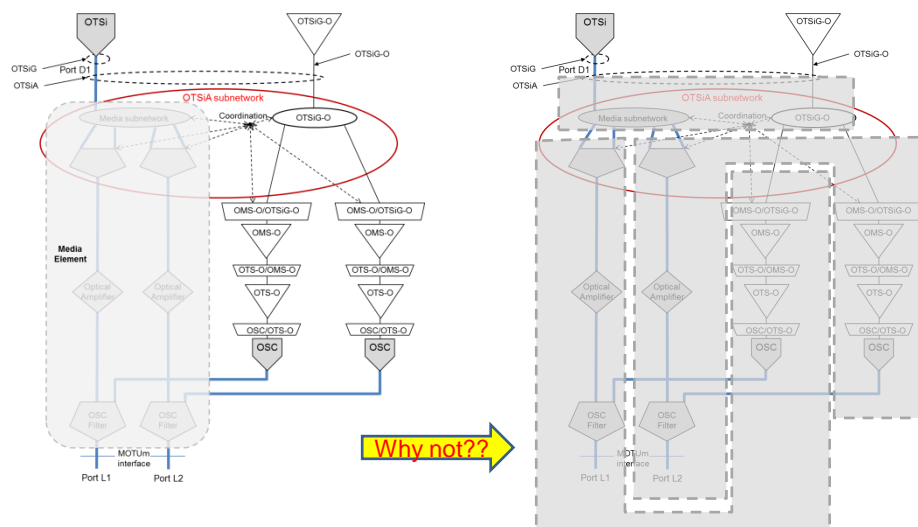 OTSi
OTSiG-O
OTSiG
Port D1
OTSiG-O
OTSiA
OTSiA subnetwork
Media subnetwork
Coordination
OTSiG-O
OMS-O/OTSiG-O
OMS-O/OTSiG-O
Media
Element
OMS-O
OMS-O
OTS-O/OMS-O
OTS-O/OMS-O
Optical
Amplifier
Optical
Amplifier
OTS-O
OTS-O
OSC/OTS-O
OSC/OTS-O
OSC
OSC
OSC
Filter
OSC
Filter
MOTUm
interface
Port L1
Port L2
Why not??
OTSi
OTSiG-O
OTSiG
Port D1
OTSiG-O
OTSiA
OTSiA subnetwork
Media subnetwork
Coordination
OTSiG-O
OMS-O/OTSiG-O
OMS-O/OTSiG-O
OMS-O
OMS-O
OTS-O/OMS-O
OTS-O/OMS-O
Optical
Amplifier
Optical
Amplifier
OTS-O
OTS-O
OSC/OTS-O
OSC/OTS-O
OSC
OSC
OSC
Filter
OSC
Filter
MOTUm
interface
Port L1
Port L2